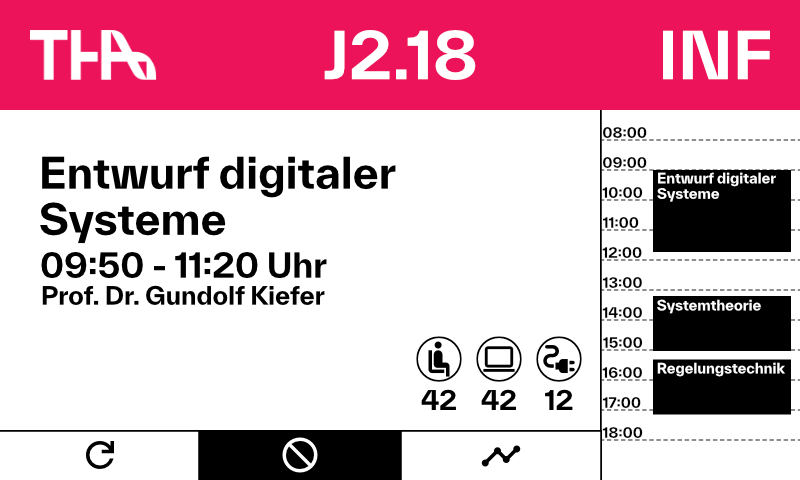 THA
J2.18
INF
Entwurf digitaler
Systeme
09:50 - 11:20 Uhr
Prof. Dr. Gundolf Kiefer
42
42
12
08:00
09:00
Entwurf digitaler
10:00
Systeme
11:00
12:00
13:00
Systemtheorie
14:00
15:00
Regelungstechnik
16:00
17:00
18:00